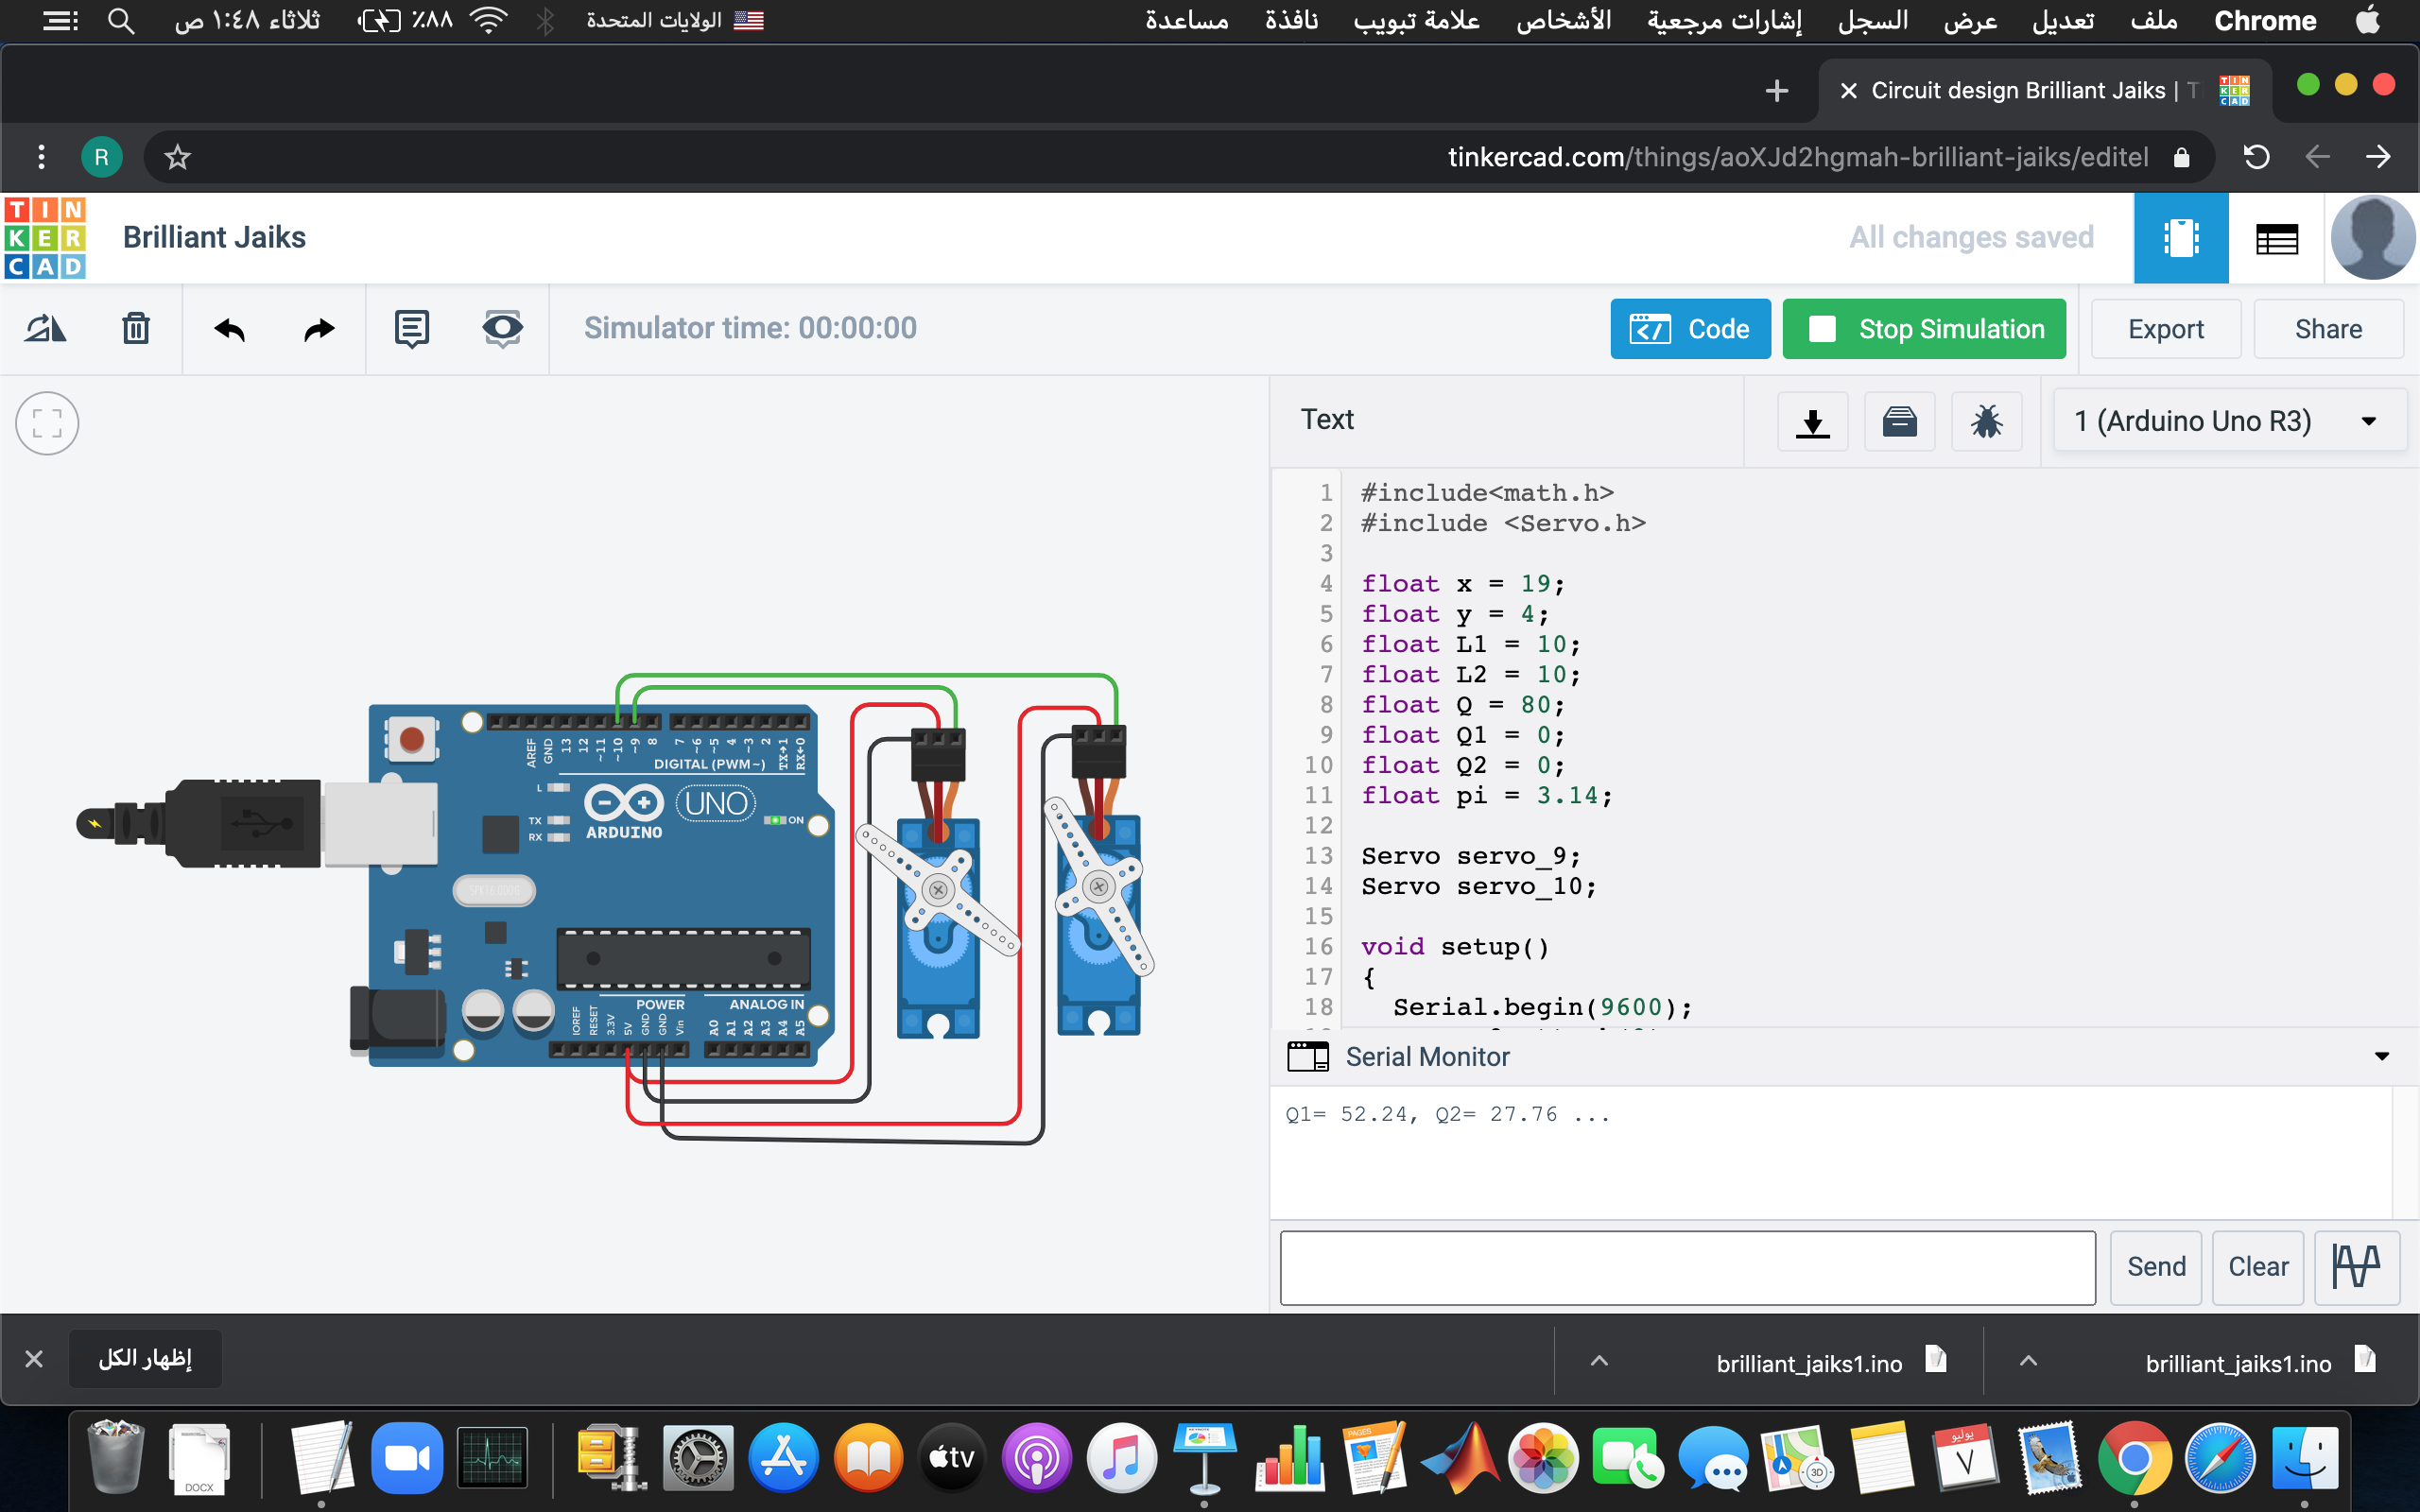 Chrome ملف تعديل عرض السجل إشارات مرجعية الأشخاص علامة تبويب نافذة مساعدة
الولايات المتحدة ٨٨٪ ثلاثاء ١:٤٨ ص
Circuit design Brilliant Jaiks | T
R
tinkercad.com/things/aoXJd2hgmah-brilliant-jaiks/editel
TIN
KER
CAD
Brilliant Jaiks
All changes saved
Simulator time: 00:00:00
Code
Stop Simulation
Export
Share
Text
1 (Arduino Uno R3)
1 #include<math.h>
2 #include <Servo.h>
3
4 float x = 19;
5 float y = 4;
6 float L1 = 10;
7 float L2 = 10;
8 float Q = 80;
9 float Q1 = 0;
10 float Q2 = 0;
11 float pi = 3.14;
12
13 Servo servo_9;
14 Servo servo_10;
15
16 void setup()
17 {
18 Serial.begin(9600);
AREF GND 13 12 ~11 ~10 ~9 8 7 ~6 ~5 4 ~3 2 TX→1 RX←0
DIGITAL (PWM~)
L
TX
RX
UNO
ARDUINO
ON
POWER
ANALOG IN
IOREF RESET 3.3V 5V GND GND Vin A0 A1 A2 A3 A4 A5
Serial Monitor
Q1= 52.24, Q2= 27.76 ...
Send
Clear
إظهار الكل
brilliant_jaiks1.ino
brilliant_jaiks1.ino
DOCX
tv
PAGES
3D
يوليو
٧